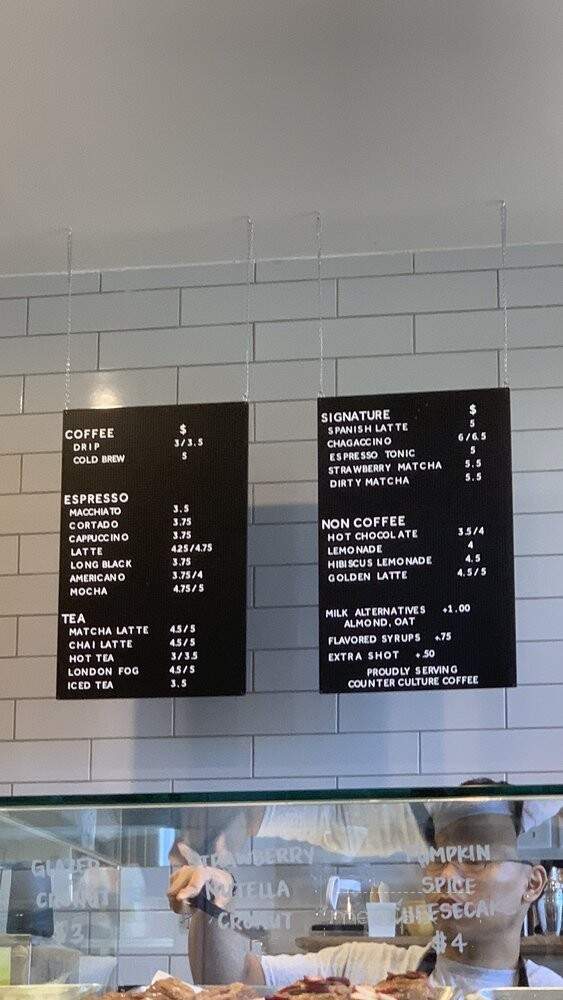 COFFEE $
DRIP 3/3.5
COLD BREW 5
ESPRESSO
MACCHIATO 3.5
CORTADO 3.75
CAPPUCCINO 3.75
LATTE 4.25/4.75
LONG BLACK 3.75
AMERICANO 3.75/4
MOCHA 4.75/5
TEA
MATCHA LATTE 4.5/5
CHAI LATTE 4.5/5
HOT TEA 3/3.5
LONDON FOG 4.5/5
ICED TEA 3.5
SIGNATURE $
SPANISH LATTE 5
CHAGACCINO 6/6.5
ESPRESSO TONIC 5
STRAWBERRY MATCHA 5.5
DIRTY MATCHA 5.5
NON COFFEE
HOT CHOCOLATE 3.5/4
LEMONADE 4
HIBISCUS LEMONADE 4.5
GOLDEN LATTE 4.5/5
MILK ALTERNATIVES +1.00
ALMOND, OAT
FLAVORED SYRUPS +.75
EXTRA SHOT +.50
PROUDLY SERVING
COUNTER CULTURE COFFEE
GLAZED
CRONUT
$3
STRAWBERRY
NUTELLA
CRONUT
PUMPKIN
SPICE
CHEESECAKE
$4